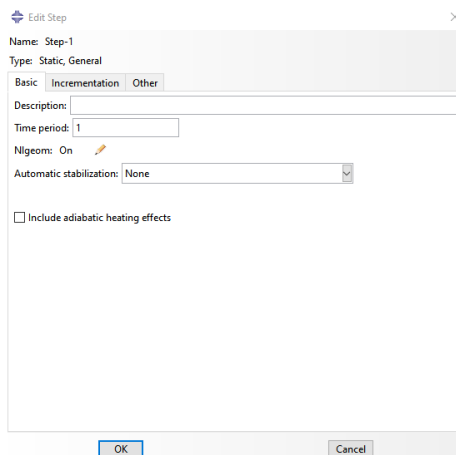 Edit Step
Name: Step-1
Type: Static, General
Basic Incrementation Other
Description:
Time period: 1
Nlgeom: On
Automatic stabilization: None
Include adiabatic heating effects
OK Cancel